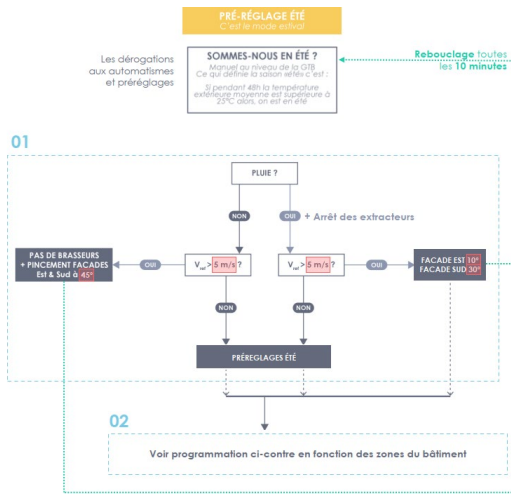 PRÉ-RÉGLAGE ÉTÉ
C'est le mode estival
Les dérogations
aux automatismes
et préréglages
SOMMES-NOUS EN ÉTÉ ?
Manuel au niveau de la GTB
Ce qui définie la saison «été» c'est :
Si pendant 48h la température
extérieure moyenne est supérieure à
25°C alors, on est en été
Rebouclage toutes
les 10 minutes
01
PLUIE ?
NON
OUI + Arrêt des extracteurs
PAS DE BRASSEURS
+ PINCEMENT FACADES
Est & Sud à 45°
OUI
V > 5 m/s ?
V > 5 m/s ?
OUI
FACADE EST 10°
FACADE SUD 30°
NON
NON
PRÉREGLAGES ÉTÉ
02
Voir programmation ci-contre en fonction des zones du bâtiment